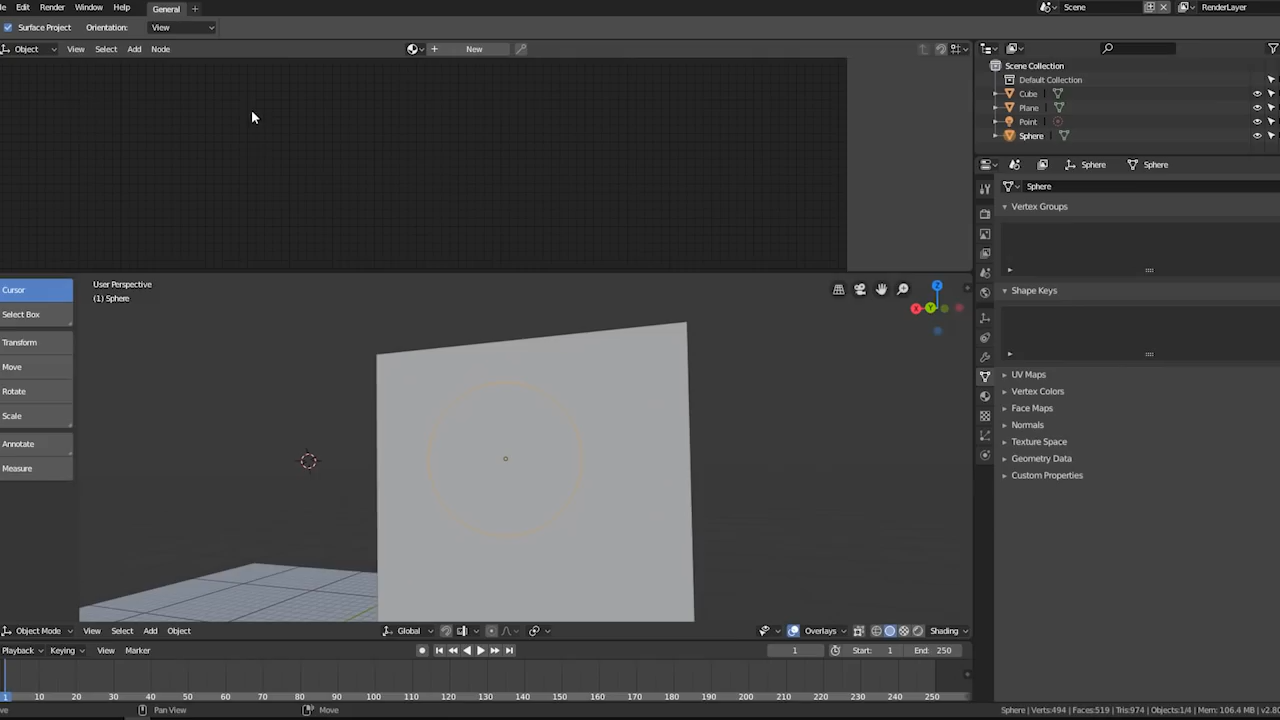 Edit Render Window Help General + Scene RenderLayer
Surface Project Orientation: View
Object View Select Add Node New
Scene Collection
Default Collection
Cube
Plane
Point
Sphere
Sphere Sphere
Sphere
Vertex Groups
Shape Keys
UV Maps
Vertex Colors
Face Maps
Normals
Texture Space
Geometry Data
Custom Properties
Cursor
Select Box
Transform
Move
Rotate
Scale
Annotate
Measure
User Perspective
(1) Sphere
Z
X Y
Object Mode View Select Add Object Global Overlays Shading
Playback Keying View Marker 1 Start: 1 End: 250
1 10 20 30 40 50 60 70 80 90 100 110 120 130 140 150 160 170 180 190 200 210 220 230 240 250
Pan View Move Sphere | Verts:494 | Faces:519 | Tris:974 | Objects:1/4 | Mem: 106.4 MB